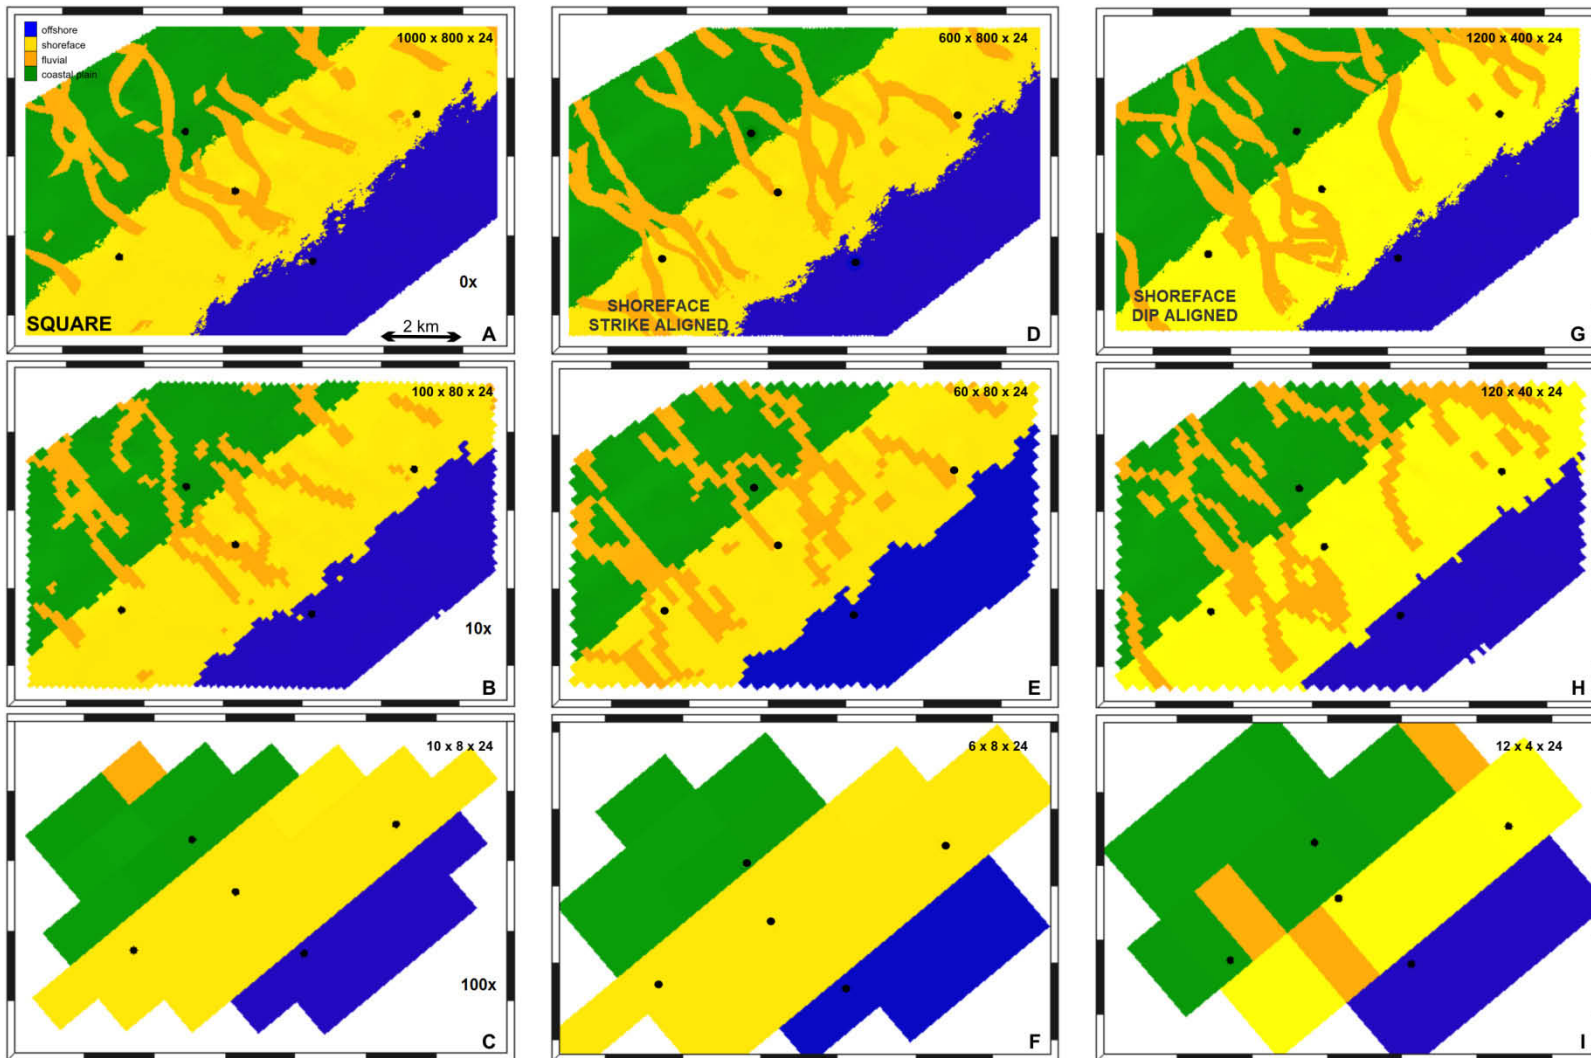 offshore
shoreface
fluvial
coastal plain
1000 x 800 x 24
0x
SQUARE
2 km
A
600 x 800 x 24
SHOREFACE
STRIKE ALIGNED
D
1200 x 400 x 24
SHOREFACE
DIP ALIGNED
G
100 x 80 x 24
10x
B
60 x 80 x 24
E
120 x 40 x 24
H
10 x 8 x 24
100x
C
6 x 8 x 24
F
12 x 4 x 24
I